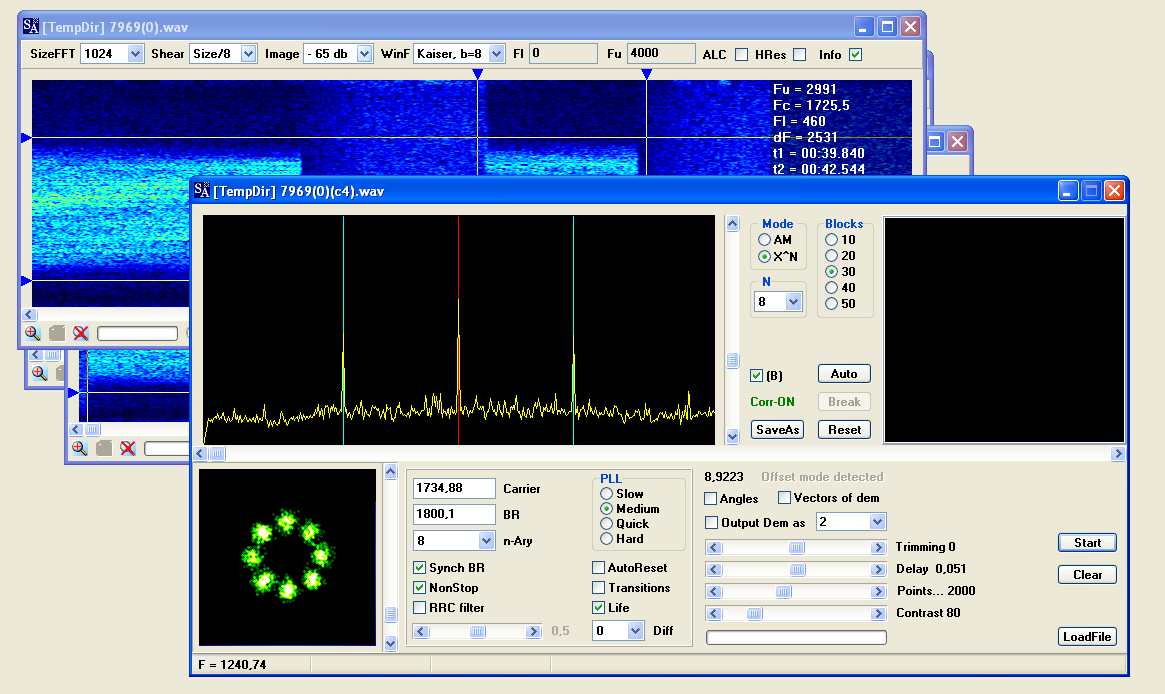 SA [TempDir] 7969(0).wav
SizeFFT 1024 Shear Size/8 Image - 65 db WinF Kaiser, b=8 Fl 0 Fu 4000 ALC HRes Info
Fu = 2991
Fc = 1725,5
Fl = 460
dF = 2531
t1 = 00:39.840
t2 = 00:42.544
SA [TempDir] 7969(0)(c4).wav
Mode
AM
X^N
N
8
Blocks
10
20
30
40
50
(B)
Auto
Corr-ON
Break
SaveAs
Reset
1734,88 Carrier
1800,1 BR
8 n-Ary
Synch BR
NonStop
RRC filter
0,5
PLL
Slow
Medium
Quick
Hard
AutoReset
Transitions
Life
0 Diff
8,9223 Offset mode detected
Angles Vectors of dem
Output Dem as 2
Trimming 0
Delay 0,051
Points... 2000
Contrast 80
Start
Clear
LoadFile
F = 1240,74